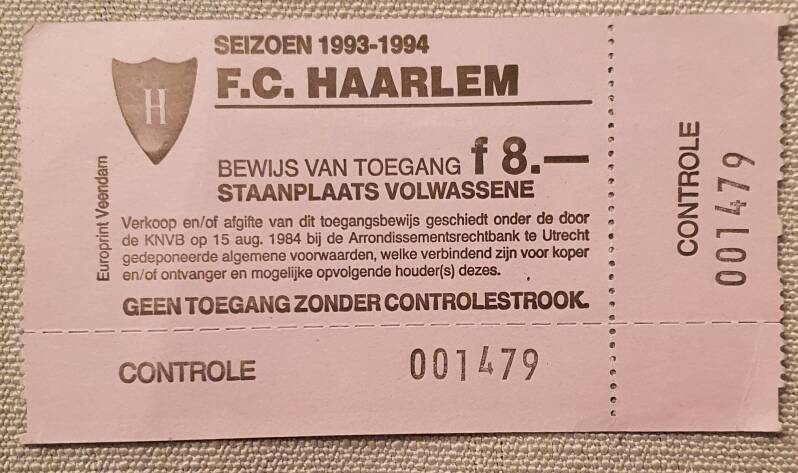 SEIZOEN 1993-1994
F.C. HAARLEM
H
BEWIJS VAN TOEGANG f 8.—
STAANPLAATS VOLWASSENE
Verkoop en/of afgifte van dit toegangsbewijs geschiedt onder de door
de KNVB op 15 aug. 1984 bij de Arrondissementsrechtbank te Utrecht
gedeponeerde algemene voorwaarden, welke verbindend zijn voor koper
en/of ontvanger en mogelijke opvolgende houder(s) dezes.
GEEN TOEGANG ZONDER CONTROLESTROOK.
Europrint Veendam
CONTROLE 001479
CONTROLE
001479